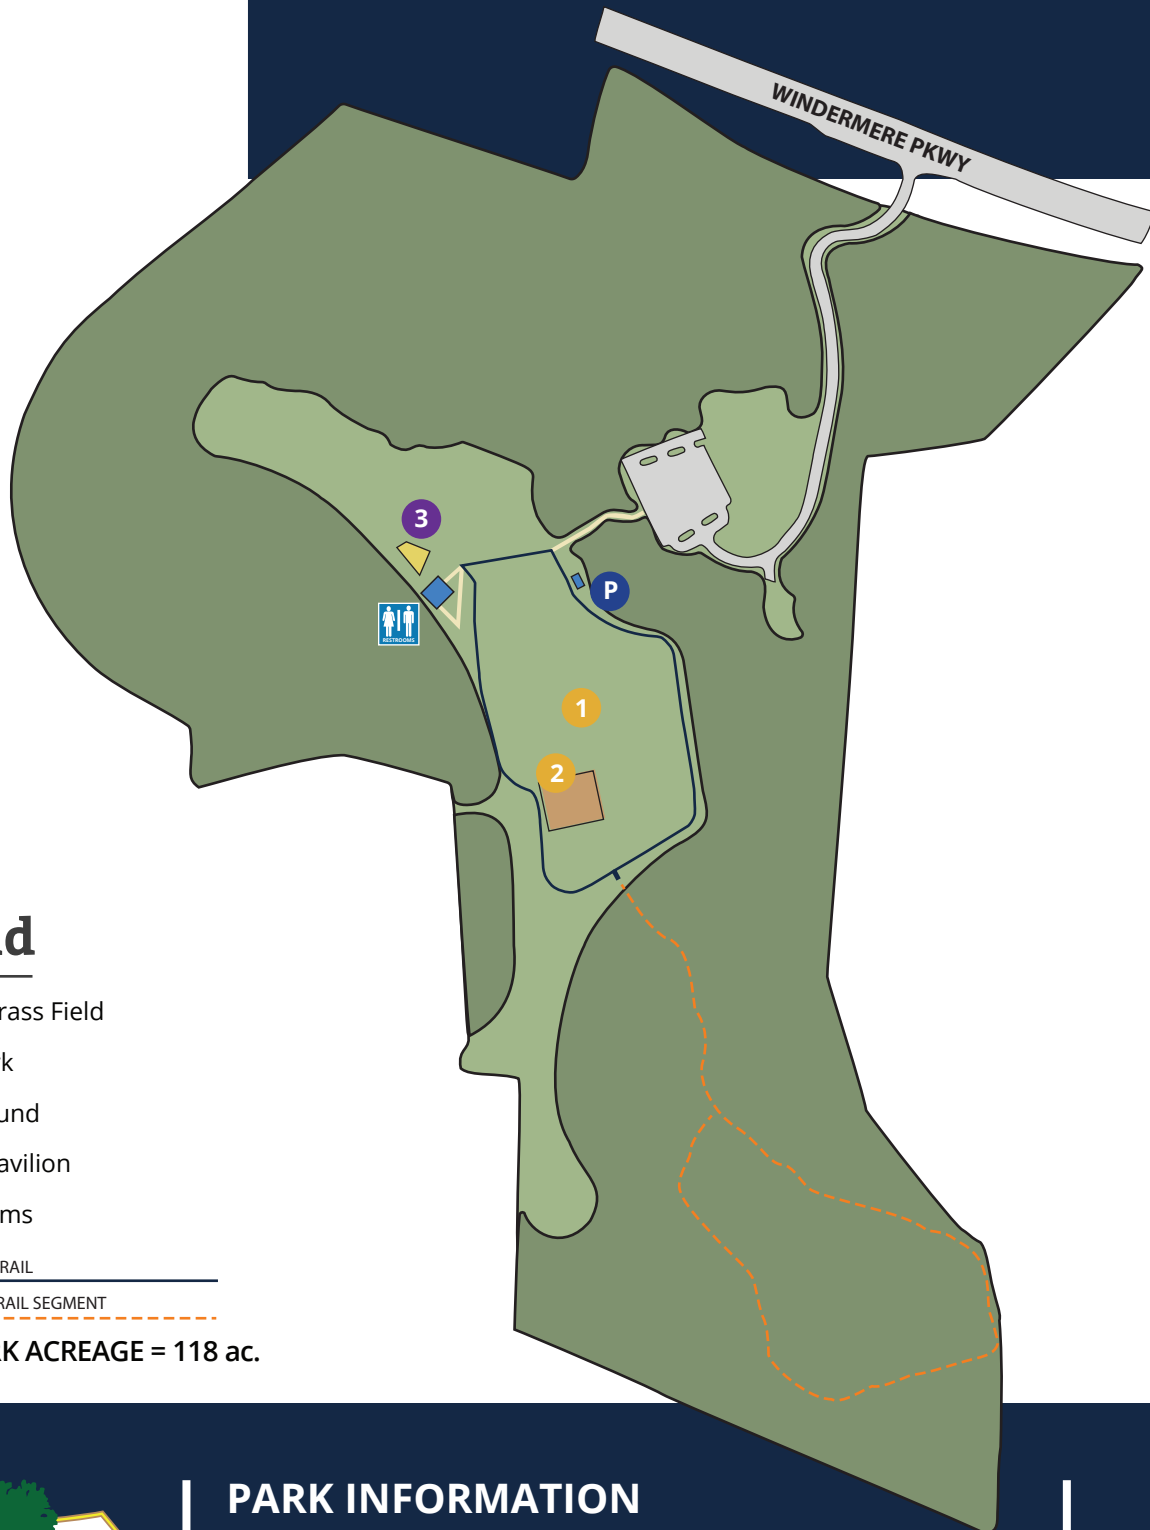 WINDERMERE PKWY
3
P
RESTROOMS
1
2
d
rass Field
rk
und
avilion
ms
RAIL
RAIL SEGMENT
K ACREAGE = 118 ac.
PARK INFORMATION